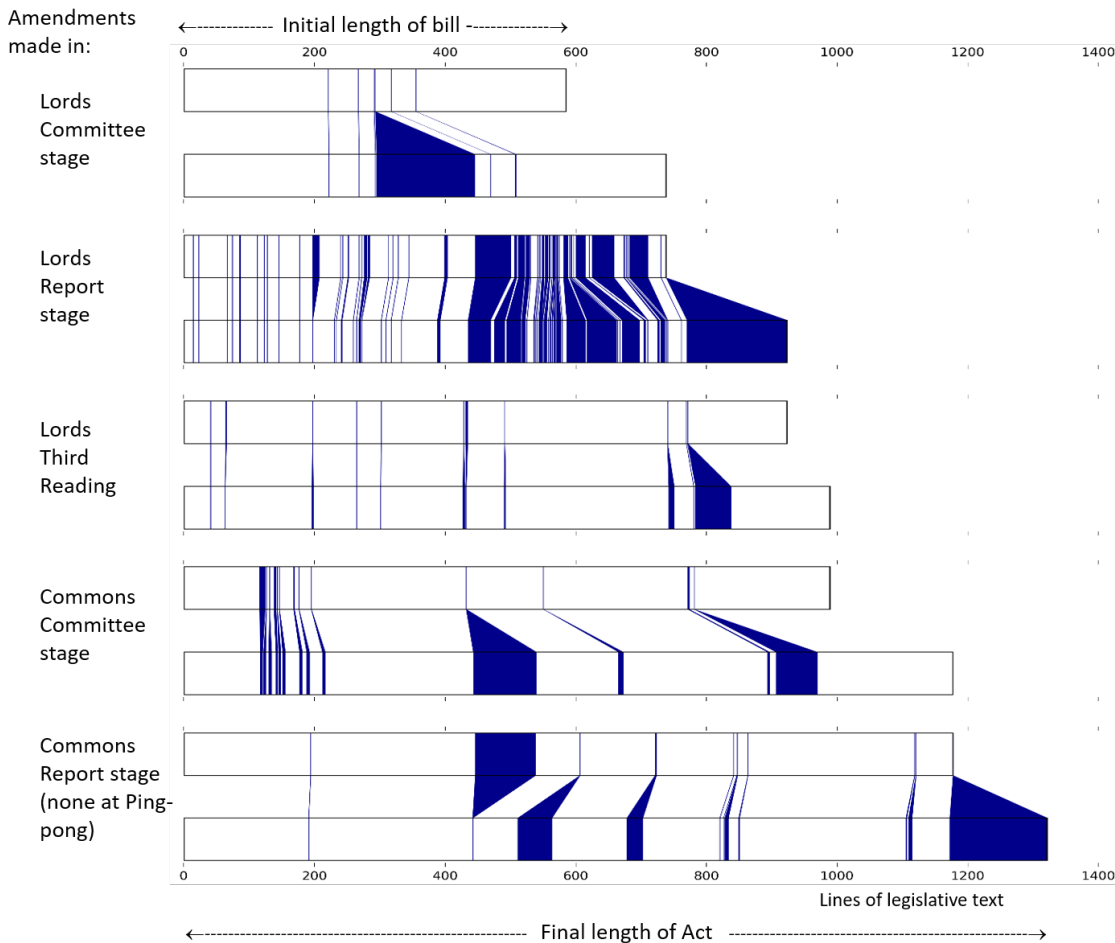 Amendments
made in:
<---------- Initial length of bill ---------->
0 200 400 600 800 1000 1200 1400
Lords
Committee
stage
Lords
Report
stage
Lords
Third
Reading
Commons
Committee
stage
Commons
Report stage
(none at Ping-
pong)
0 200 400 600 800 1000 1200 1400
Lines of legislative text
<---------- Final length of Act ---------->